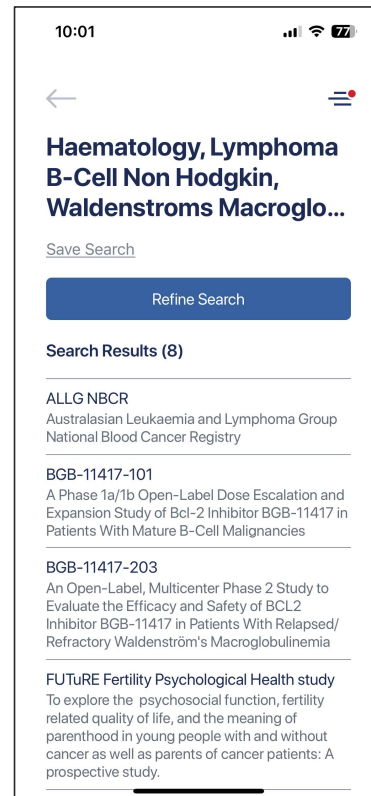 10:01
77
Haematology, Lymphoma
B-Cell Non Hodgkin,
Waldenstroms Macroglo...
Save Search
Refine Search
Search Results (8)
ALLG NBCR
Australasian Leukaemia and Lymphoma Group
National Blood Cancer Registry
BGB-11417-101
A Phase 1a/1b Open-Label Dose Escalation and
Expansion Study of Bcl-2 Inhibitor BGB-11417 in
Patients With Mature B-Cell Malignancies
BGB-11417-203
An Open-Label, Multicenter Phase 2 Study to
Evaluate the Efficacy and Safety of BCL2
Inhibitor BGB-11417 in Patients With Relapsed/
Refractory Waldenström's Macroglobulinemia
FUTuRE Fertility Psychological Health study
To explore the psychosocial function, fertility
related quality of life, and the meaning of
parenthood in young people with and without
cancer as well as parents of cancer patients: A
prospective study.